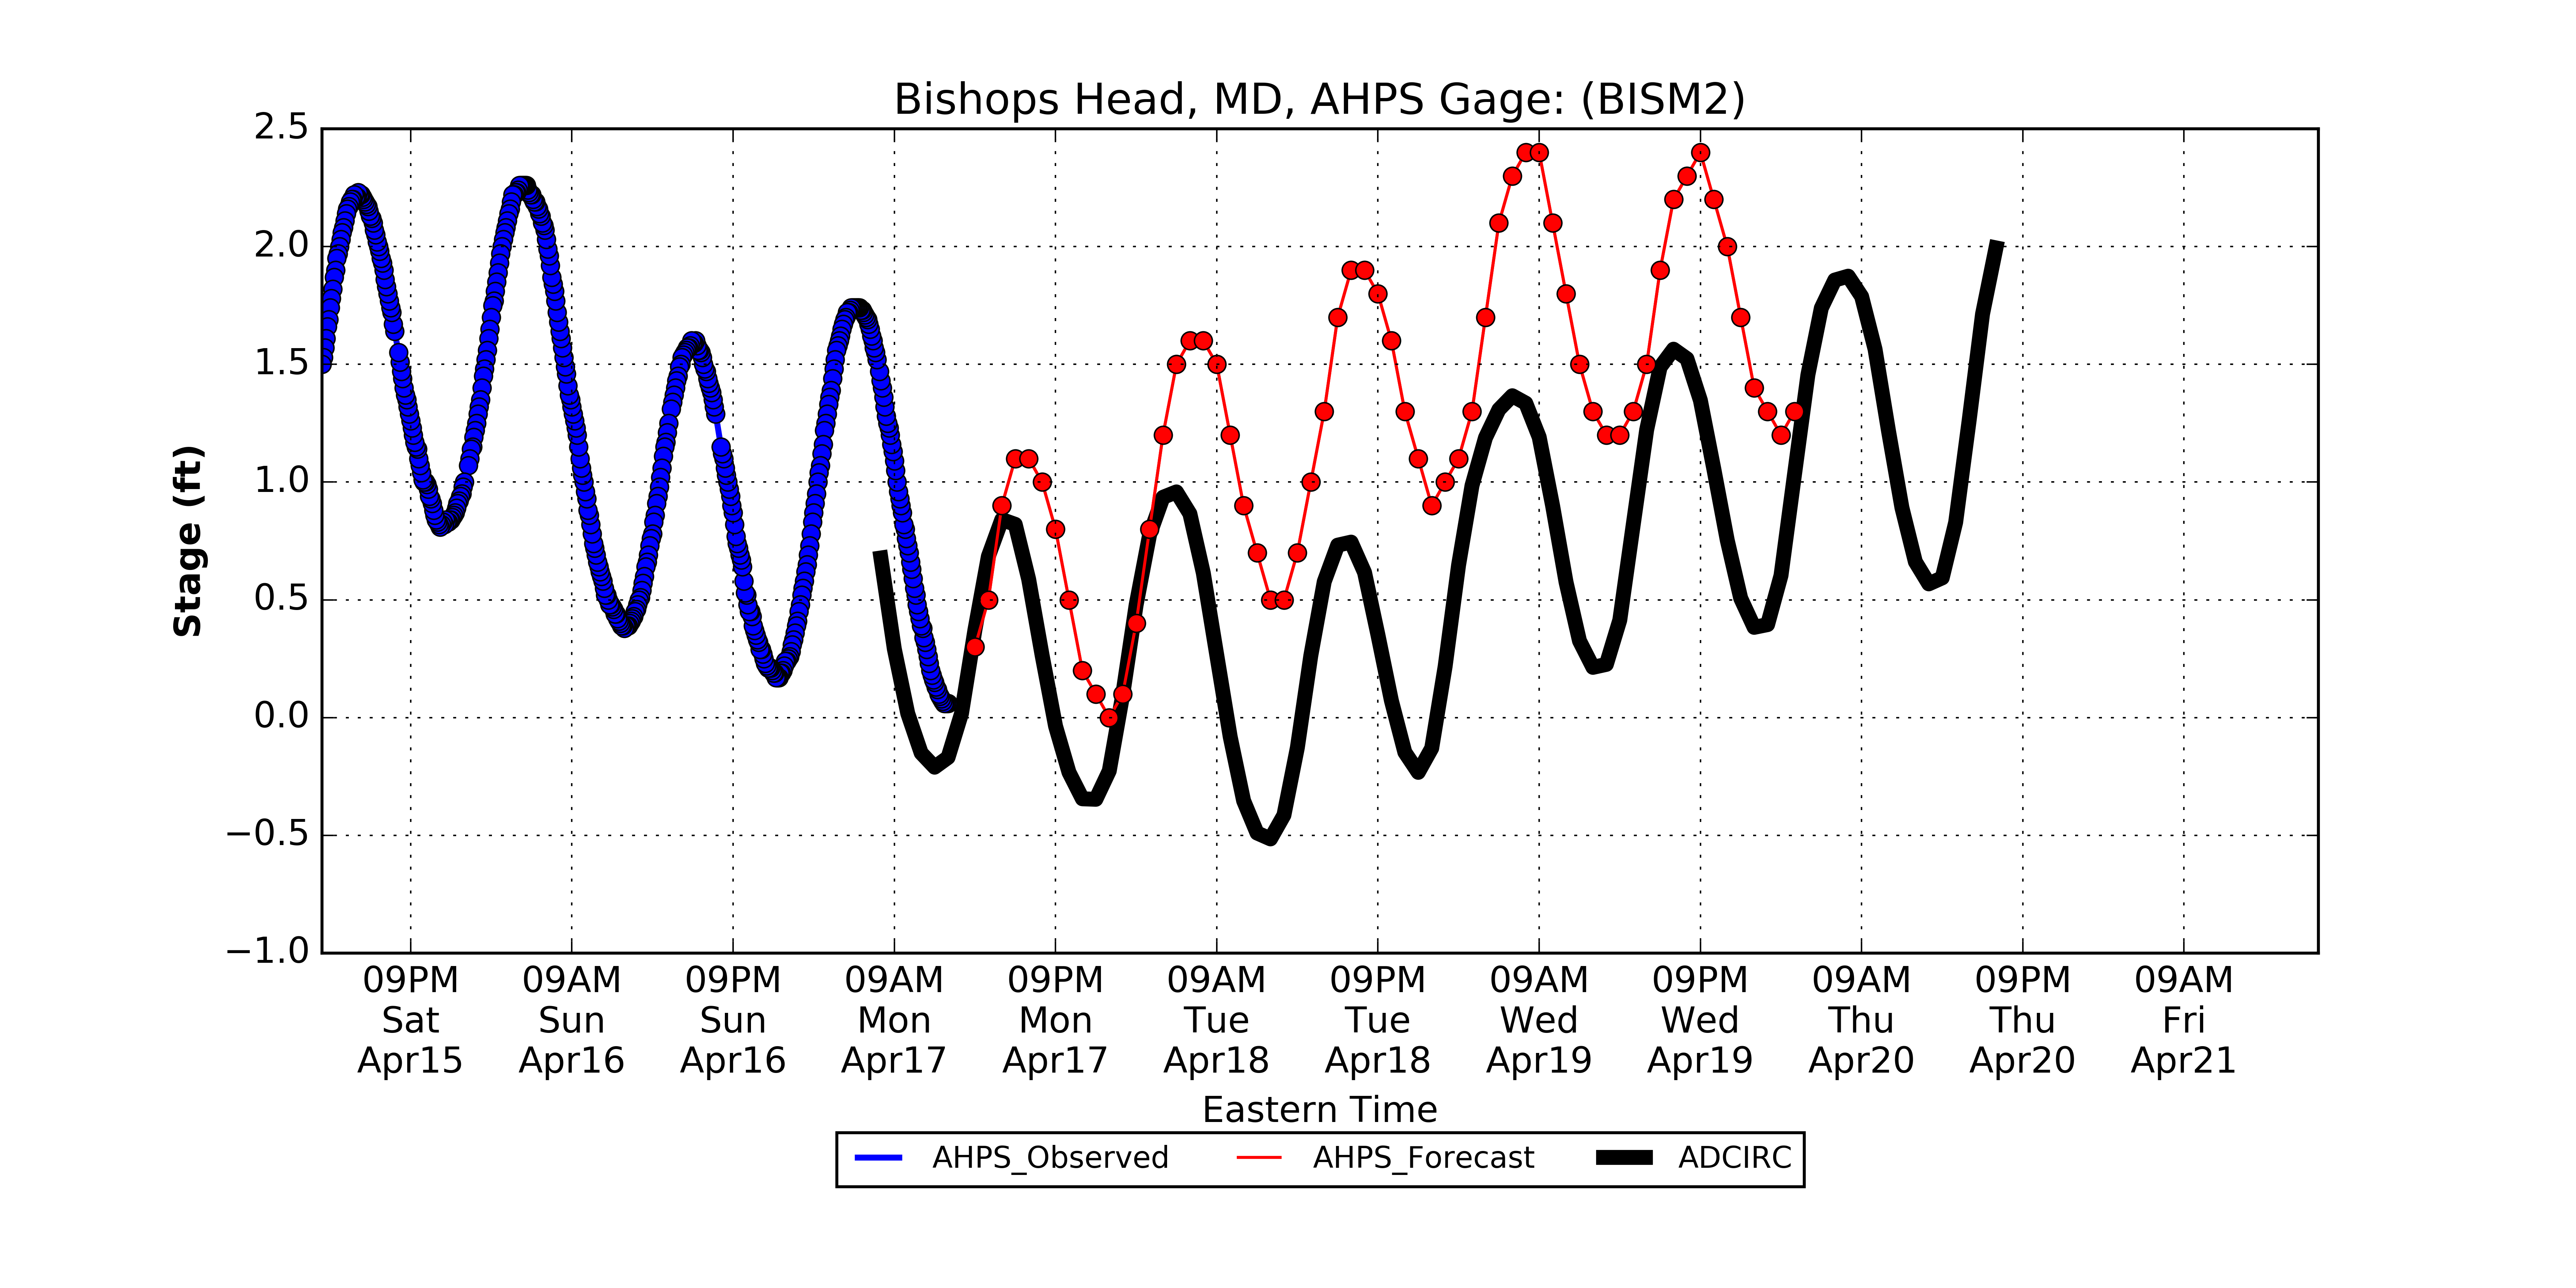 Bishops Head, MD, AHPS Gage: (BISM2)
2.5
2.0
1.5
1.0
0.5
0.0
−0.5
−1.0
Stage (ft)
09PM 09AM 09PM 09AM 09PM 09AM 09PM 09AM 09PM 09AM 09PM 09AM
Sat Sun Sun Mon Mon Tue Tue Wed Wed Thu Thu Fri
Apr15 Apr16 Apr16 Apr17 Apr17 Apr18 Apr18 Apr19 Apr19 Apr20 Apr20 Apr21
Eastern Time
AHPS_Observed AHPS_Forecast ADCIRC